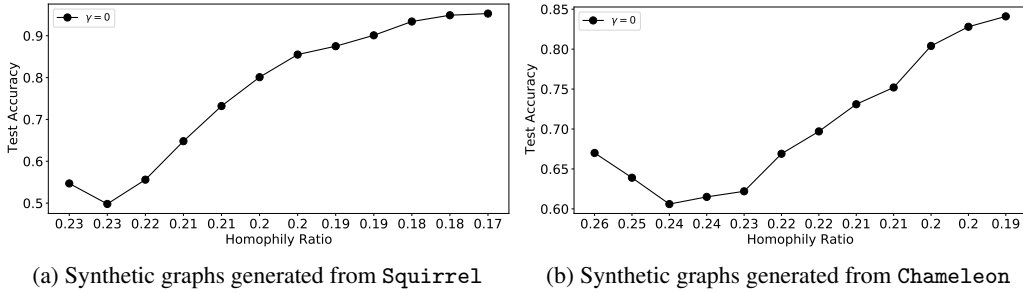 γ = 0
0.9
0.8
0.7
0.6
0.5
Test Accuracy
0.23 0.23 0.22 0.21 0.21 0.2 0.2 0.19 0.19 0.18 0.18 0.17
Homophily Ratio
(a) Synthetic graphs generated from Squirrel
γ = 0
0.85
0.80
0.75
0.70
0.65
0.60
Test Accuracy
0.26 0.25 0.24 0.24 0.23 0.22 0.22 0.21 0.21 0.2 0.2 0.19
Homophily Ratio
(b) Synthetic graphs generated from Chameleon